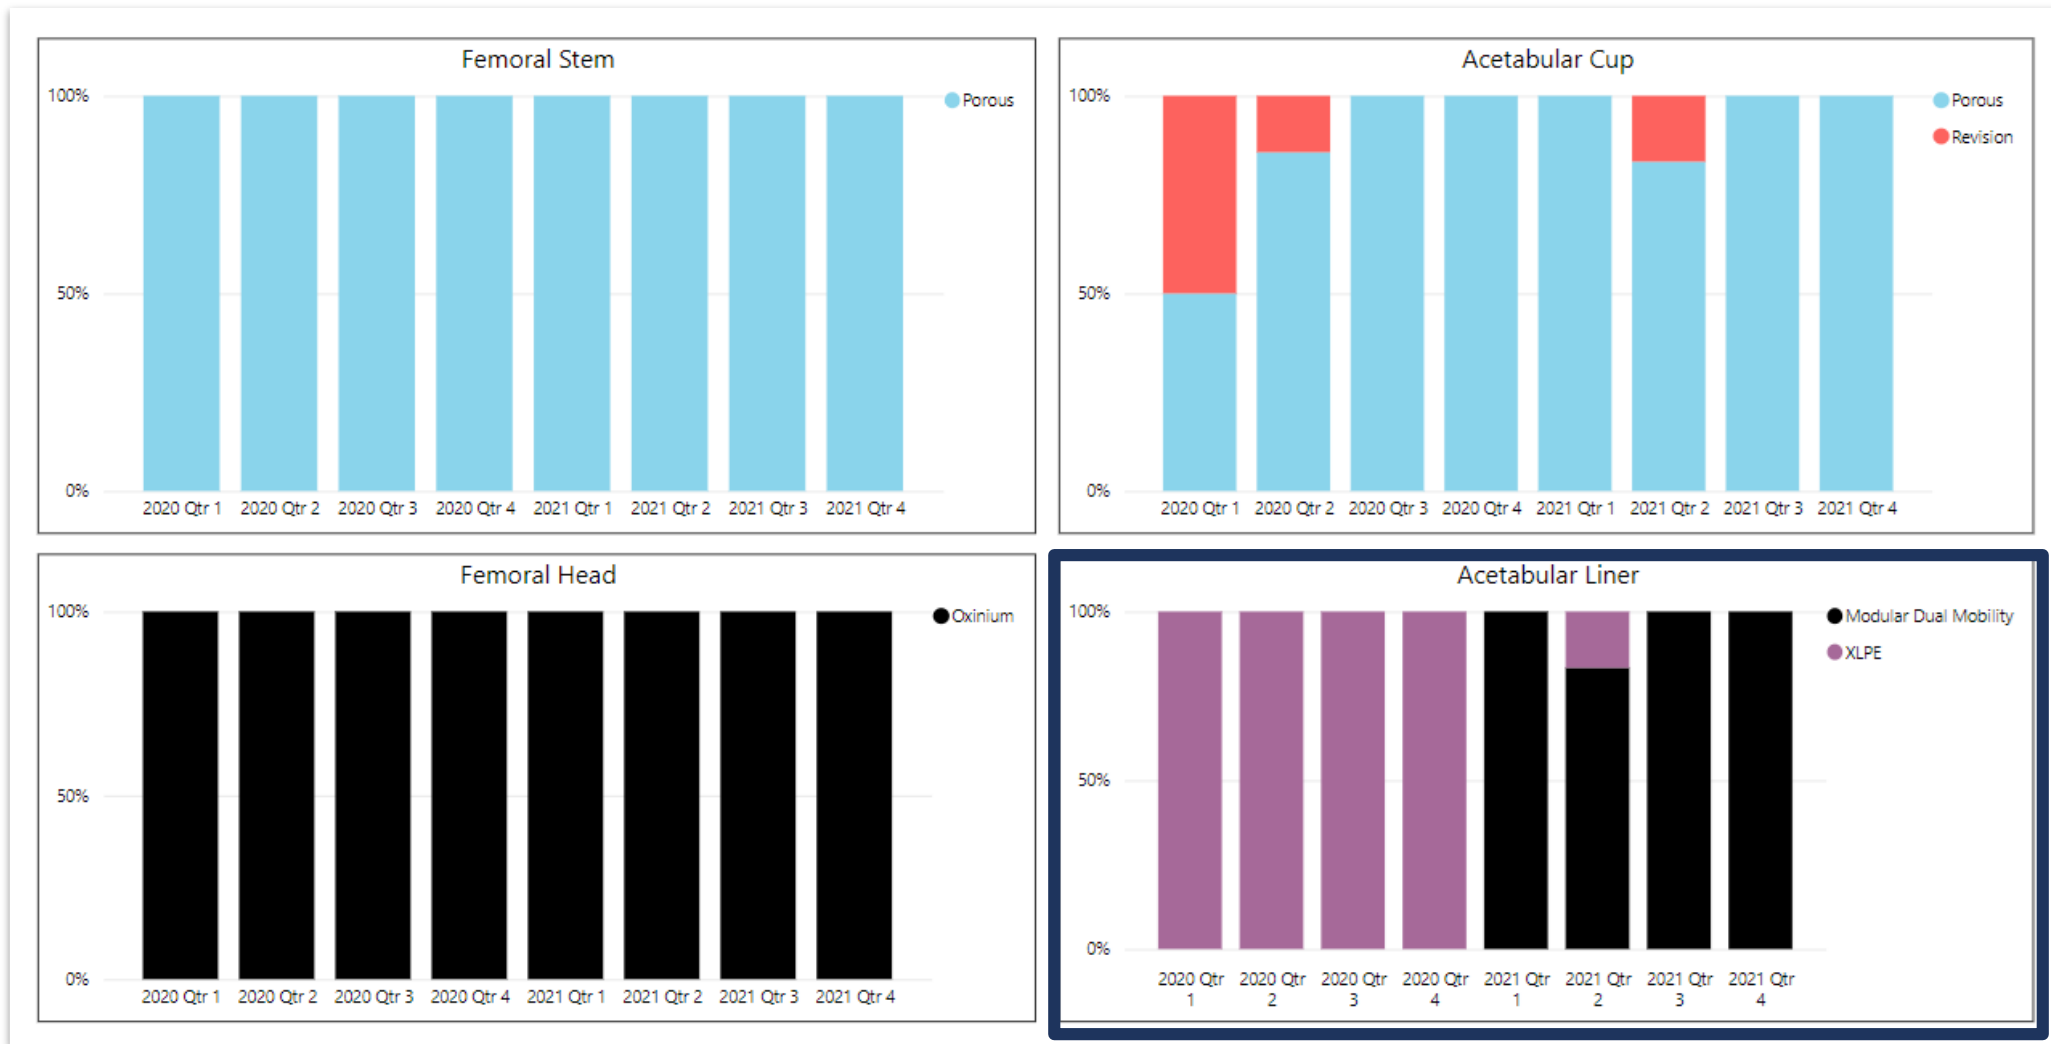 Femoral Stem
100%
50%
0%
2020 Qtr 1 2020 Qtr 2 2020 Qtr 3 2020 Qtr 4 2021 Qtr 1 2021 Qtr 2 2021 Qtr 3 2021 Qtr 4
Porous
Acetabular Cup
100%
50%
0%
2020 Qtr 1 2020 Qtr 2 2020 Qtr 3 2020 Qtr 4 2021 Qtr 1 2021 Qtr 2 2021 Qtr 3 2021 Qtr 4
Porous
Revision
Femoral Head
100%
50%
0%
2020 Qtr 1 2020 Qtr 2 2020 Qtr 3 2020 Qtr 4 2021 Qtr 1 2021 Qtr 2 2021 Qtr 3 2021 Qtr 4
Oxinium
Acetabular Liner
100%
50%
0%
2020 Qtr 2020 Qtr 2020 Qtr 2020 Qtr 2021 Qtr 2021 Qtr 2021 Qtr 2021 Qtr
1 2 3 4 1 2 3 4
Modular Dual Mobility
XLPE